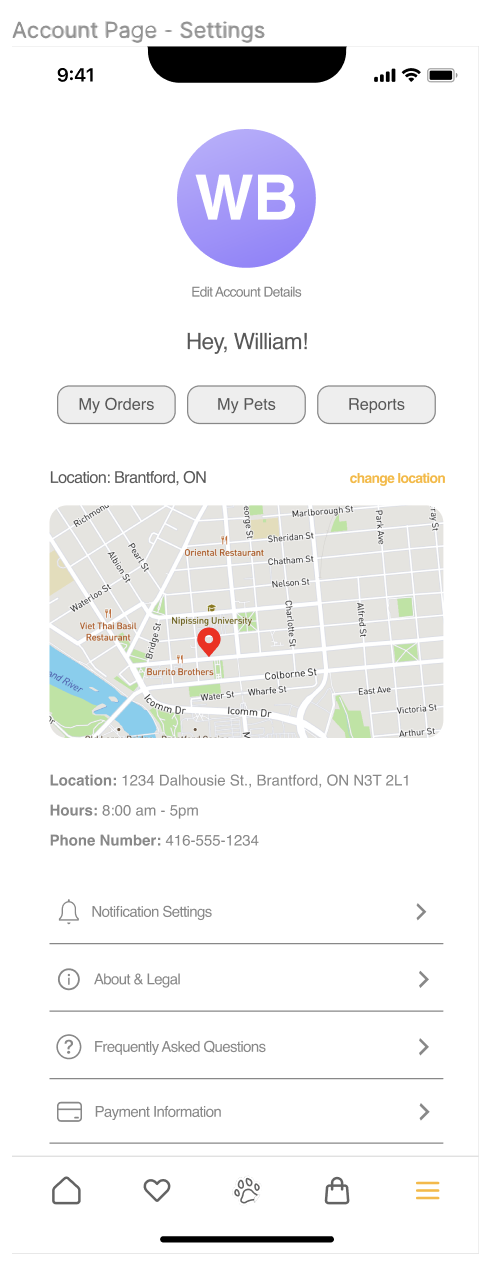 Account Page - Settings
9:41
WB
Edit Account Details
Hey, William!
My Orders
My Pets
Reports
Location: Brantford, ON
change location
Richmond
Pearl St
Albion St
Waterloo St
eorge St
Marlborough St
Park Ave
ray St
Sheridan St
Oriental Restaurant
Chatham St
Nelson St
Viet Thai Basil
Restaurant
Bridge St
Nipissing University
Charlotte St
Alfred St
Burrito Brothers
Colborne St
and River
Icomm Dr
Water St
Wharfe St
East Ave
Icomm Dr
Victoria St
Arthur St
Location: 1234 Dalhousie St., Brantford, ON N3T 2L1
Hours: 8:00 am - 5pm
Phone Number: 416-555-1234
Notification Settings
About & Legal
Frequently Asked Questions
Payment Information